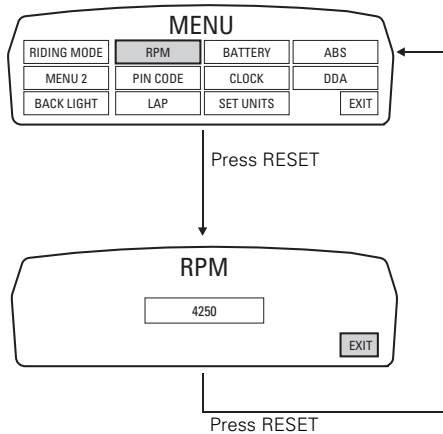 MENU
RIDING MODE RPM BATTERY ABS
MENU 2 PIN CODE CLOCK DDA
BACK LIGHT LAP SET UNITS EXIT
Press RESET
RPM
4250
EXIT
Press RESET